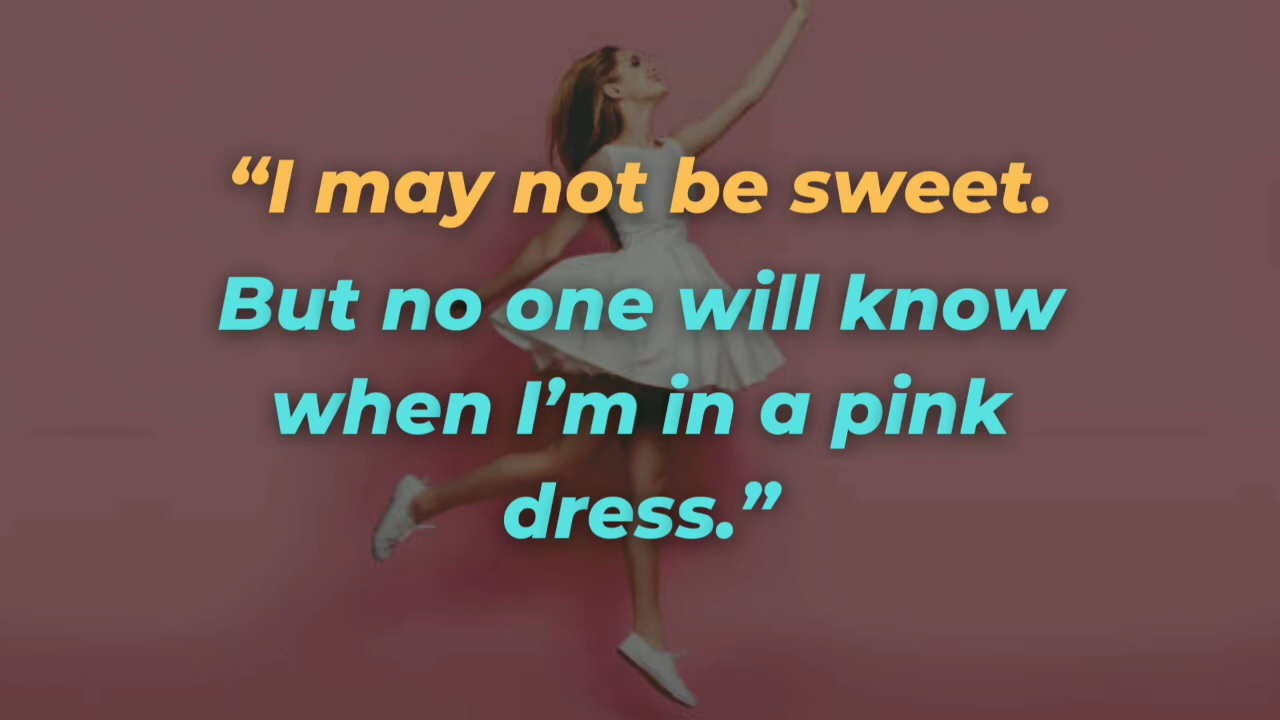 “I may not be sweet.
But no one will know
when I’m in a pink
dress.”